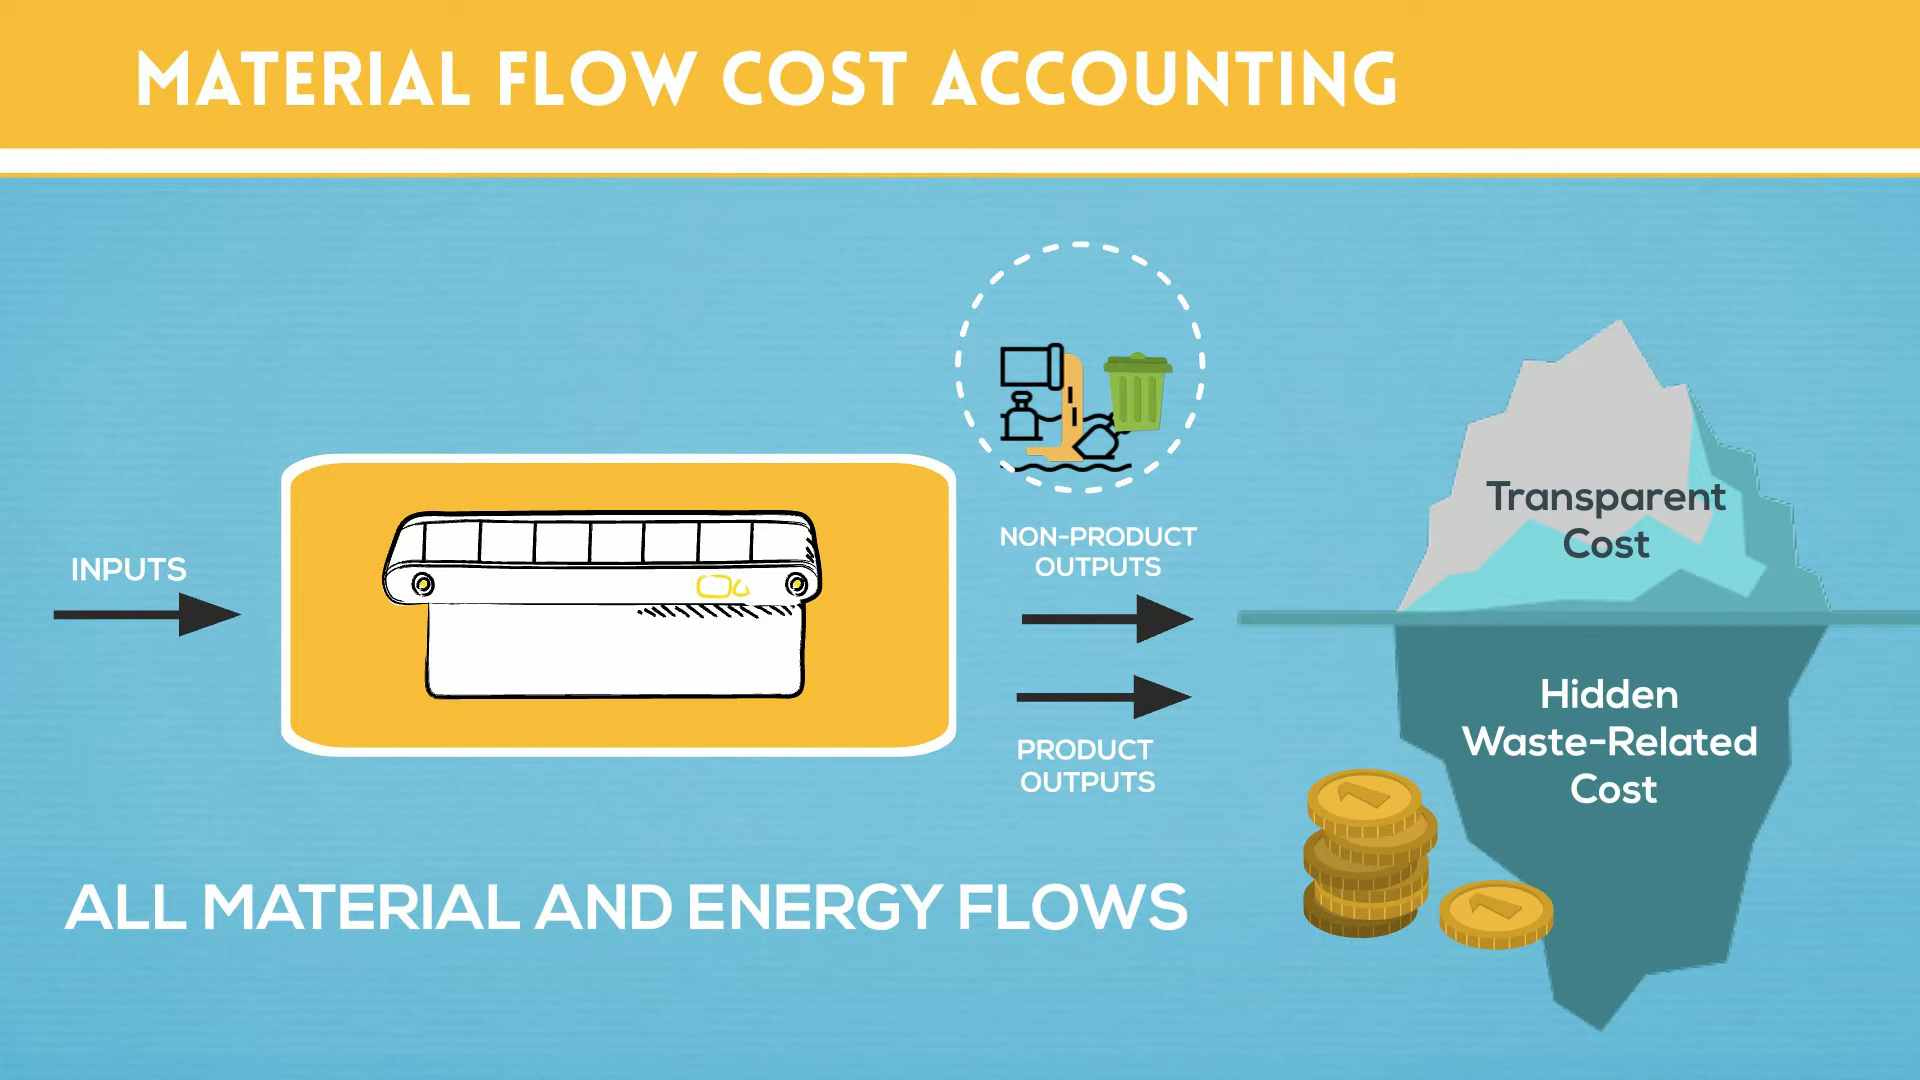 MATERIAL FLOW COST ACCOUNTING
INPUTS
NON-PRODUCT
OUTPUTS
PRODUCT
OUTPUTS
Transparent
Cost
Hidden
Waste-Related
Cost
ALL MATERIAL AND ENERGY FLOWS